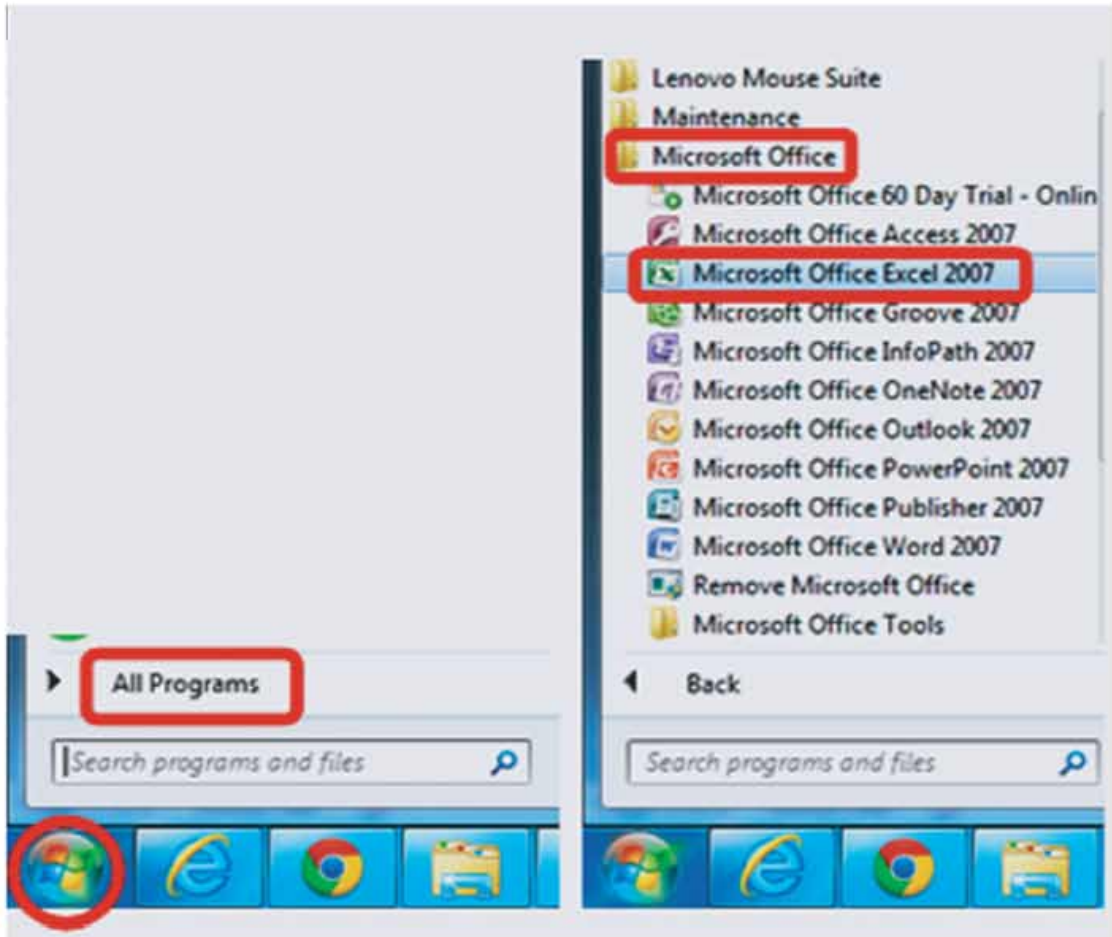 All Programs
Search programs and files
Lenovo Mouse Suite
Maintenance
Microsoft Office
Microsoft Office 60 Day Trial - Onlin
Microsoft Office Access 2007
Microsoft Office Excel 2007
Microsoft Office Groove 2007
Microsoft Office InfoPath 2007
Microsoft Office OneNote 2007
Microsoft Office Outlook 2007
Microsoft Office PowerPoint 2007
Microsoft Office Publisher 2007
Microsoft Office Word 2007
Remove Microsoft Office
Microsoft Office Tools
Back
Search programs and files